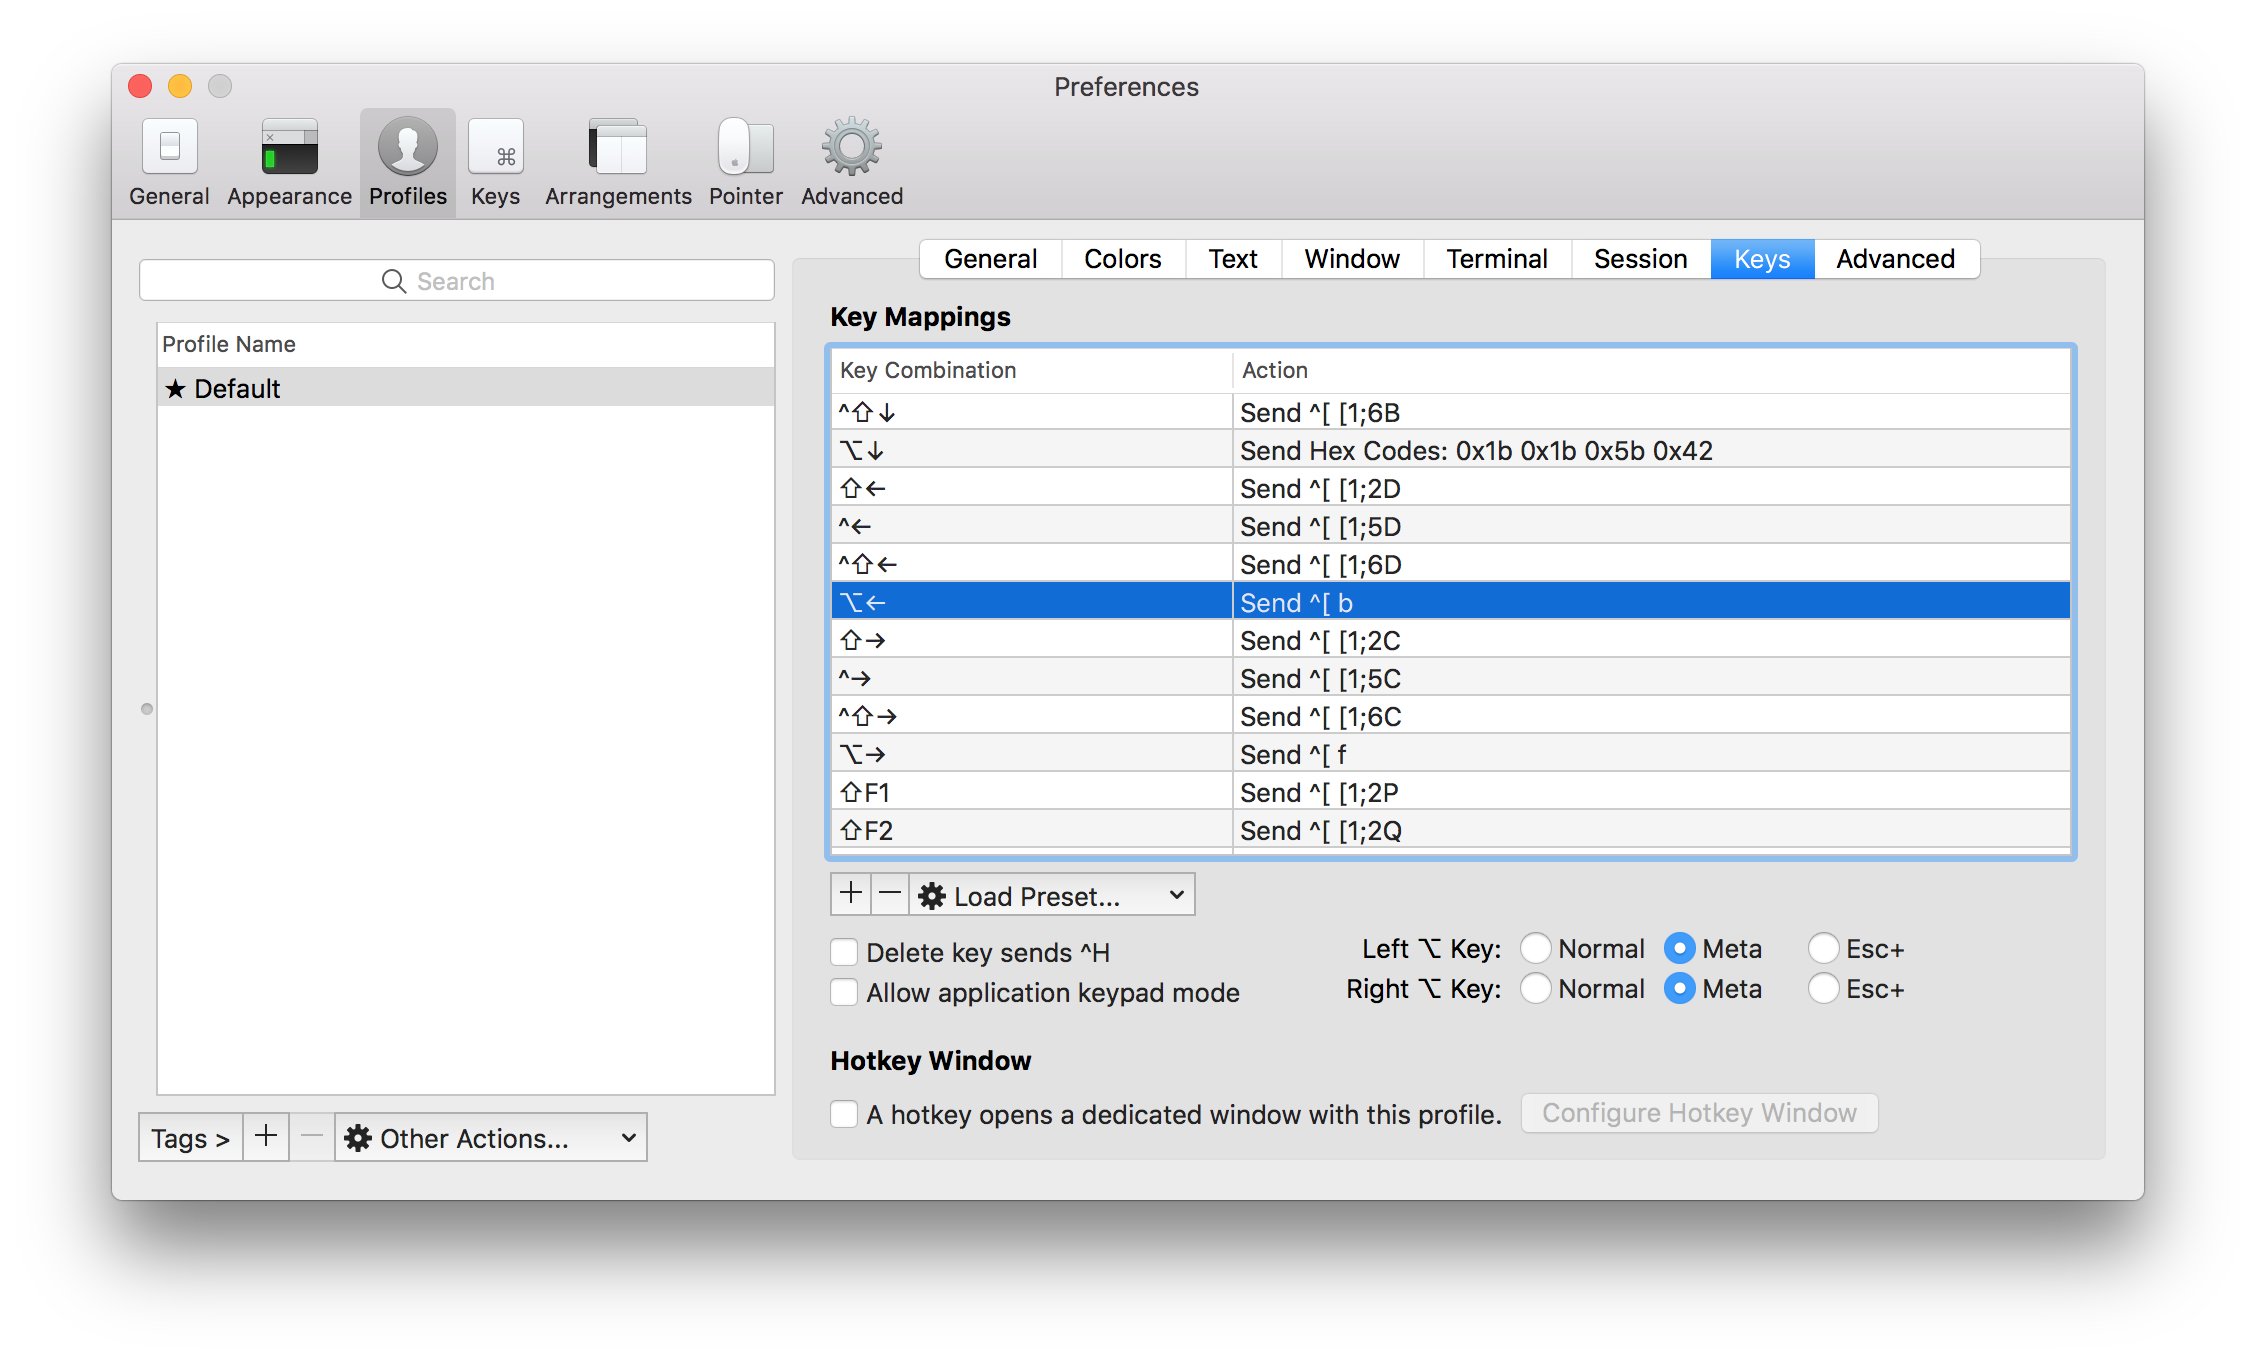 Preferences
General Appearance Profiles Keys Arrangements Pointer Advanced
General Colors Text Window Terminal Session Keys Advanced
Search
Profile Name
★ Default
Key Mappings
Key Combination Action
^⇧↓ Send ^[ [1;6B
⌥↓ Send Hex Codes: 0x1b 0x1b 0x5b 0x42
⇧← Send ^[ [1;2D
^← Send ^[ [1;5D
^⇧← Send ^[ [1;6D
⌥← Send ^[ b
⇧→ Send ^[ [1;2C
^→ Send ^[ [1;5C
^⇧→ Send ^[ [1;6C
⌥→ Send ^[ f
⇧F1 Send ^[ [1;2P
⇧F2 Send ^[ [1;2Q
+ − Load Preset...
Delete key sends ^H
Allow application keypad mode
Left ⌥ Key: Normal Meta Esc+
Right ⌥ Key: Normal Meta Esc+
Hotkey Window
A hotkey opens a dedicated window with this profile. Configure Hotkey Window
Tags > + − Other Actions...